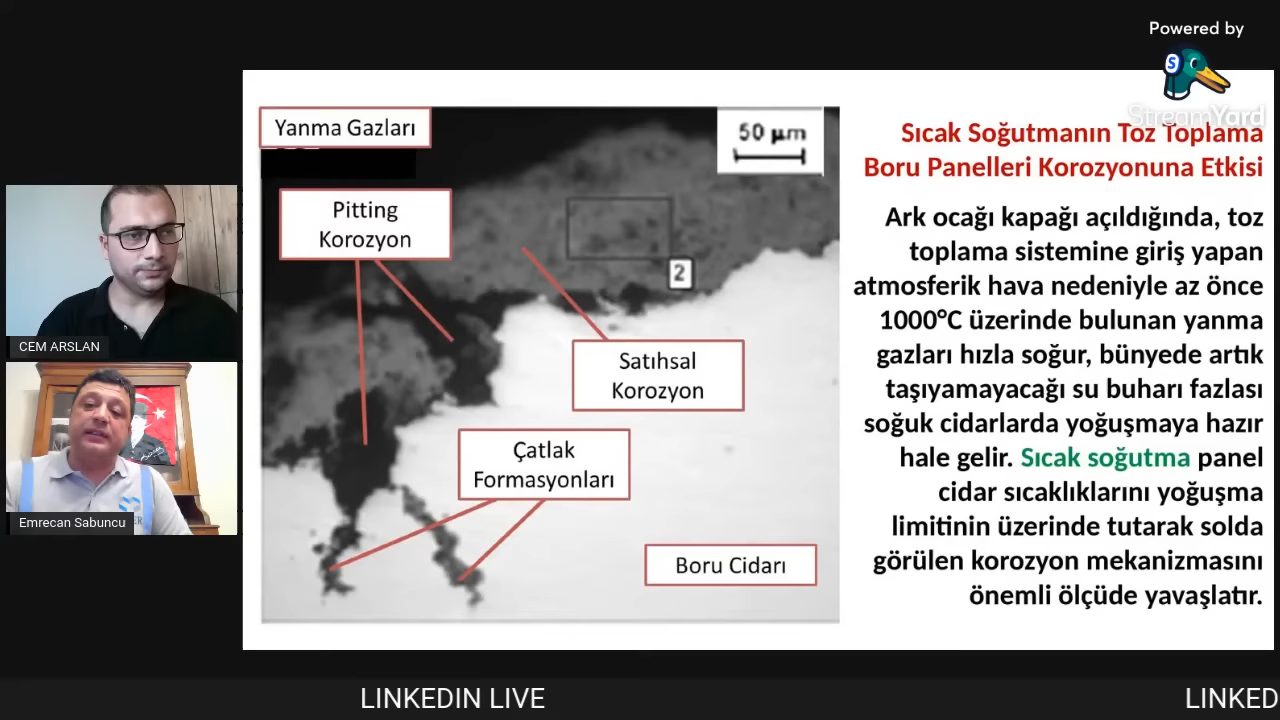 Powered by
StreamYard
Yanma Gazları
50 µm
Pitting
Korozyon
2
Satıhsal
Korozyon
Çatlak
Formasyonları
Boru Cidarı
Sıcak Soğutmanın Toz Toplama
Boru Panelleri Korozyonuna Etkisi
Ark ocağı kapağı açıldığında, toz
toplama sistemine giriş yapan
atmosferik hava nedeniyle az önce
1000°C üzerinde bulunan yanma
gazları hızla soğur, bünyede artık
taşıyamayacağı su buharı fazlası
soğuk cidarlarda yoğuşmaya hazır
hale gelir. Sıcak soğutma panel
cidar sıcaklıklarını yoğuşma
limitinin üzerinde tutarak solda
görülen korozyon mekanizmasını
önemli ölçüde yavaşlatır.
CEM ARSLAN
Emrecan Sabuncu
LINKEDIN LIVE
LINKED